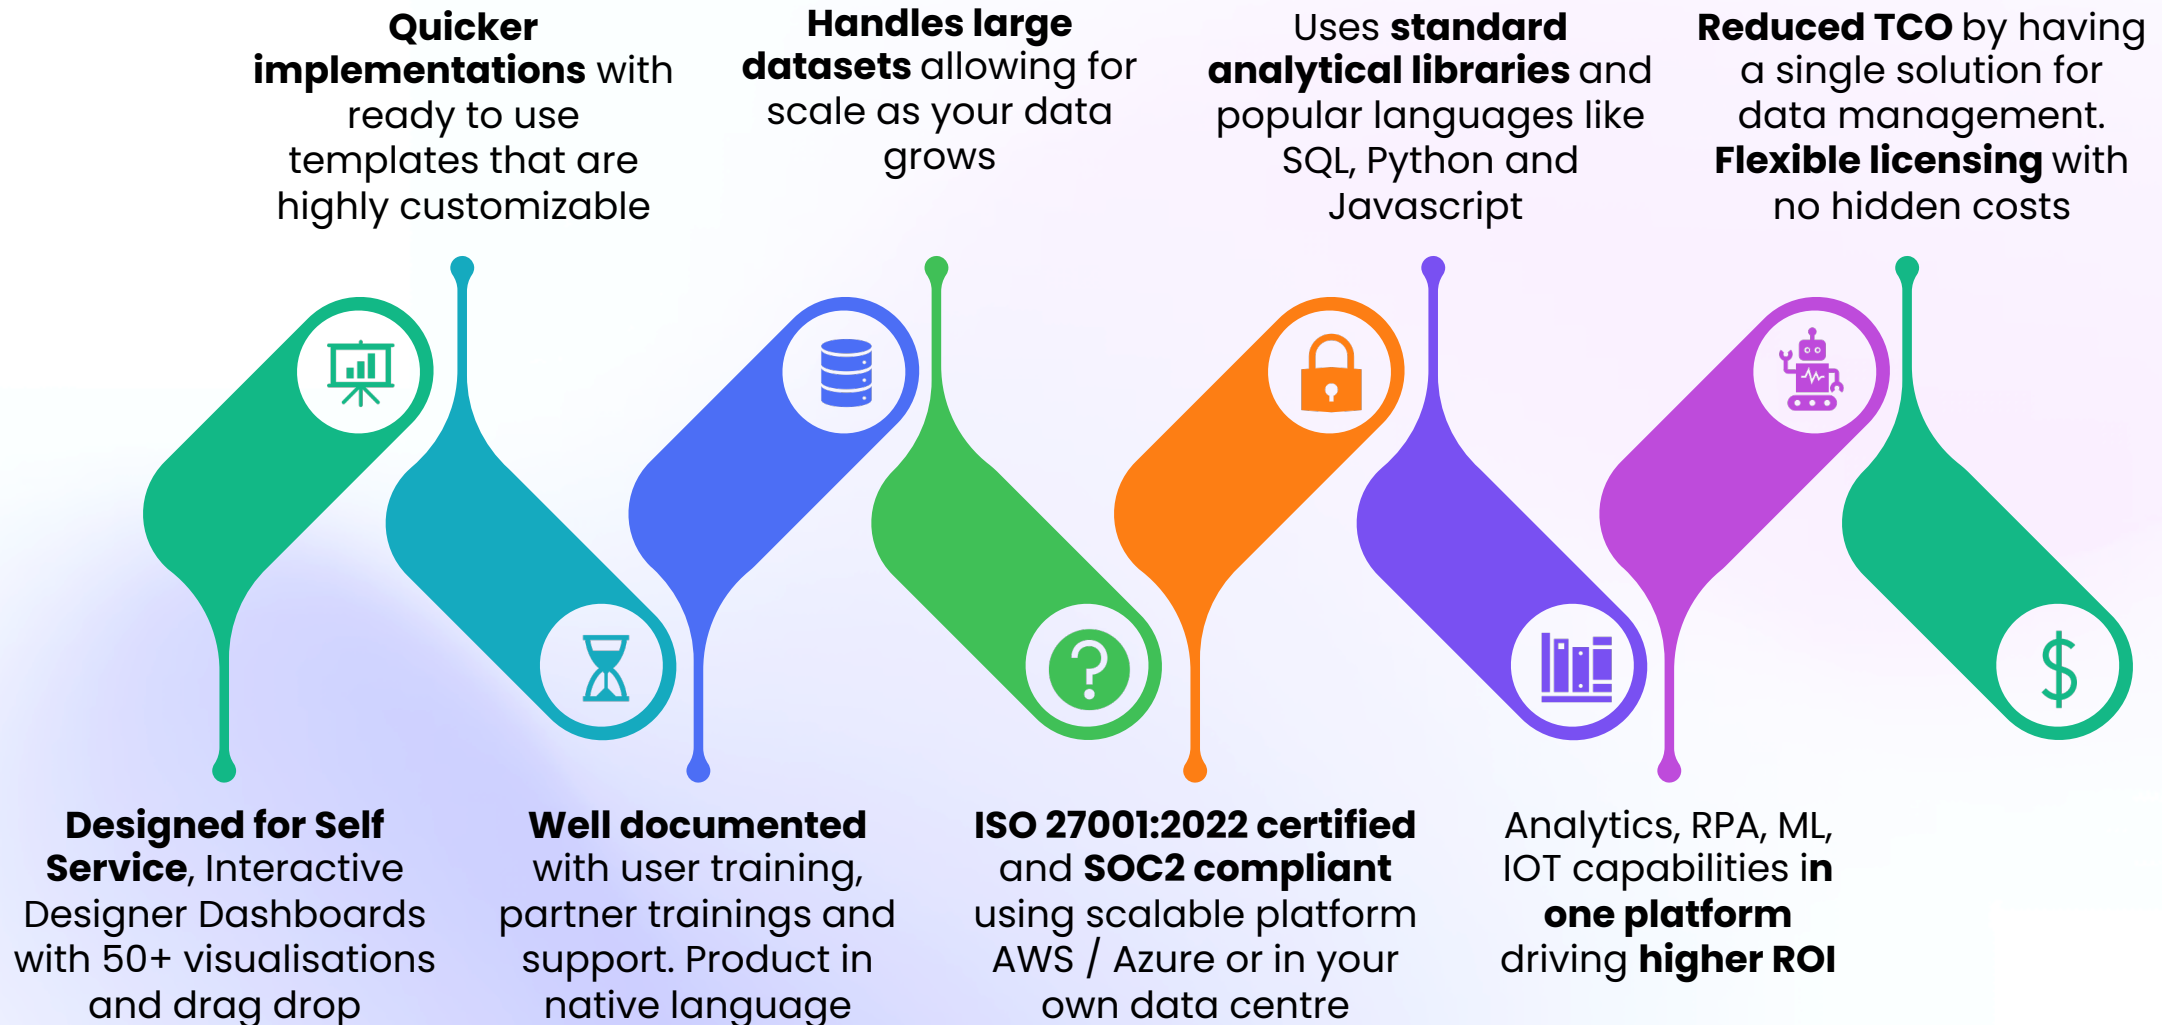 Quicker
implementations with
ready to use
templates that are
highly customizable
Handles large
datasets allowing for
scale as your data
grows
Uses standard
analytical libraries and
popular languages like
SQL, Python and
Javascript
Reduced TCO by having
a single solution for
data management.
Flexible licensing with
no hidden costs
Designed for Self
Service, Interactive
Designer Dashboards
with 50+ visualisations
and drag drop
Well documented
with user training,
partner trainings and
support. Product in
native language
ISO 27001:2022 certified
and SOC2 compliant
using scalable platform
AWS / Azure or in your
own data centre
Analytics, RPA, ML,
IOT capabilities in
one platform
driving higher ROI